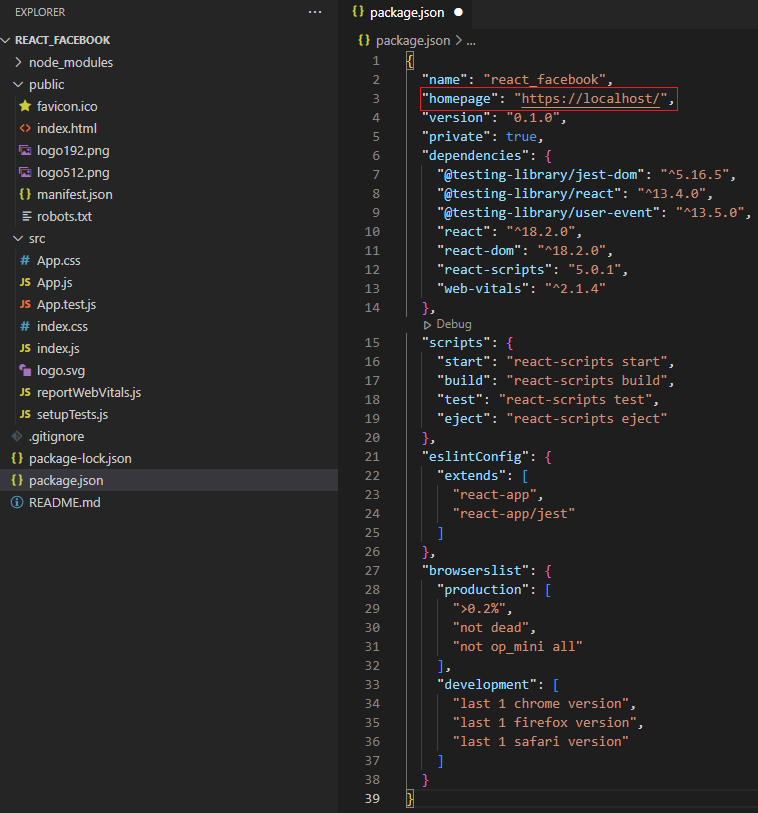 EXPLORER
REACT_FACEBOOK
node_modules
public
favicon.ico
index.html
logo192.png
logo512.png
manifest.json
robots.txt
src
App.css
App.js
App.test.js
index.css
index.js
logo.svg
reportWebVitals.js
setupTests.js
.gitignore
package-lock.json
package.json
README.md
package.json
package.json > ...
1 {
2 "name": "react_facebook",
3 "homepage": "https://localhost/",
4 "version": "0.1.0",
5 "private": true,
6 "dependencies": {
7 "@testing-library/jest-dom": "^5.16.5",
8 "@testing-library/react": "^13.4.0",
9 "@testing-library/user-event": "^13.5.0",
10 "react": "^18.2.0",
11 "react-dom": "^18.2.0",
12 "react-scripts": "5.0.1",
13 "web-vitals": "^2.1.4"
14 },
Debug
15 "scripts": {
16 "start": "react-scripts start",
17 "build": "react-scripts build",
18 "test": "react-scripts test",
19 "eject": "react-scripts eject"
20 },
21 "eslintConfig": {
22 "extends": [
23 "react-app",
24 "react-app/jest"
25 ]
26 },
27 "browserslist": {
28 "production": [
29 ">0.2%",
30 "not dead",
31 "not op_mini all"
32 ],
33 "development": [
34 "last 1 chrome version",
35 "last 1 firefox version",
36 "last 1 safari version"
37 ]
38 }
39 }